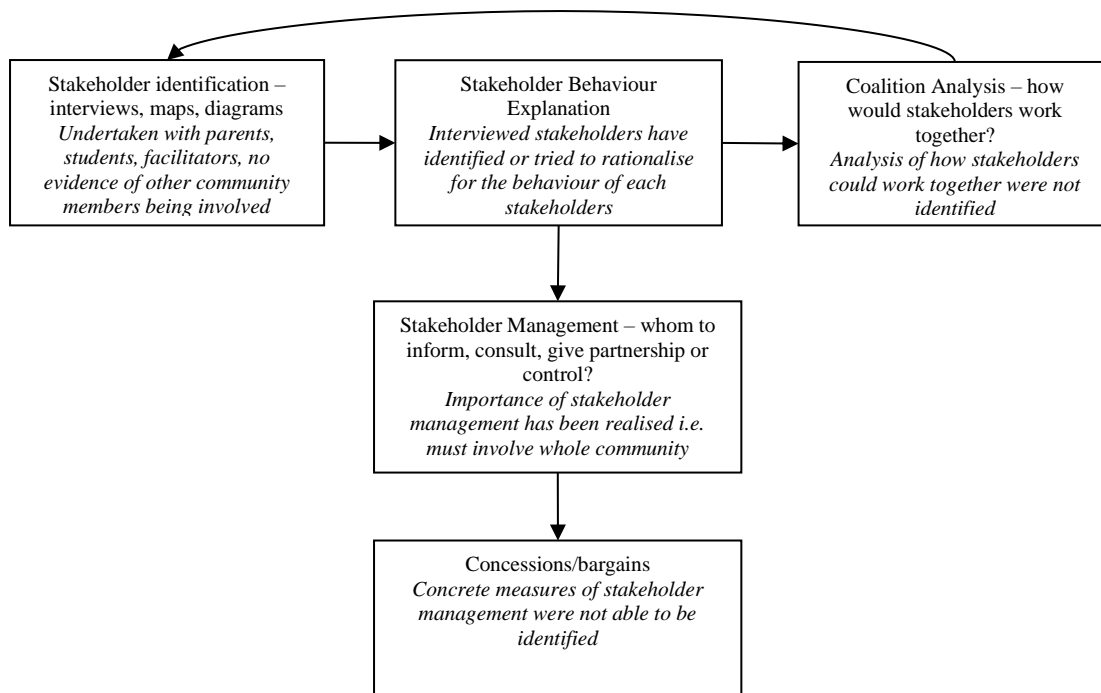 Stakeholder identification –
interviews, maps, diagrams
Undertaken with parents,
students, facilitators, no
evidence of other community
members being involved
Stakeholder Behaviour
Explanation
Interviewed stakeholders have
identified or tried to rationalise
for the behaviour of each
stakeholders
Coalition Analysis – how
would stakeholders work
together?
Analysis of how stakeholders
could work together were not
identified
Stakeholder Management – whom to
inform, consult, give partnership or
control?
Importance of stakeholder
management has been realised i.e.
must involve whole community
Concessions/bargains
Concrete measures of stakeholder
management were not able to be
identified